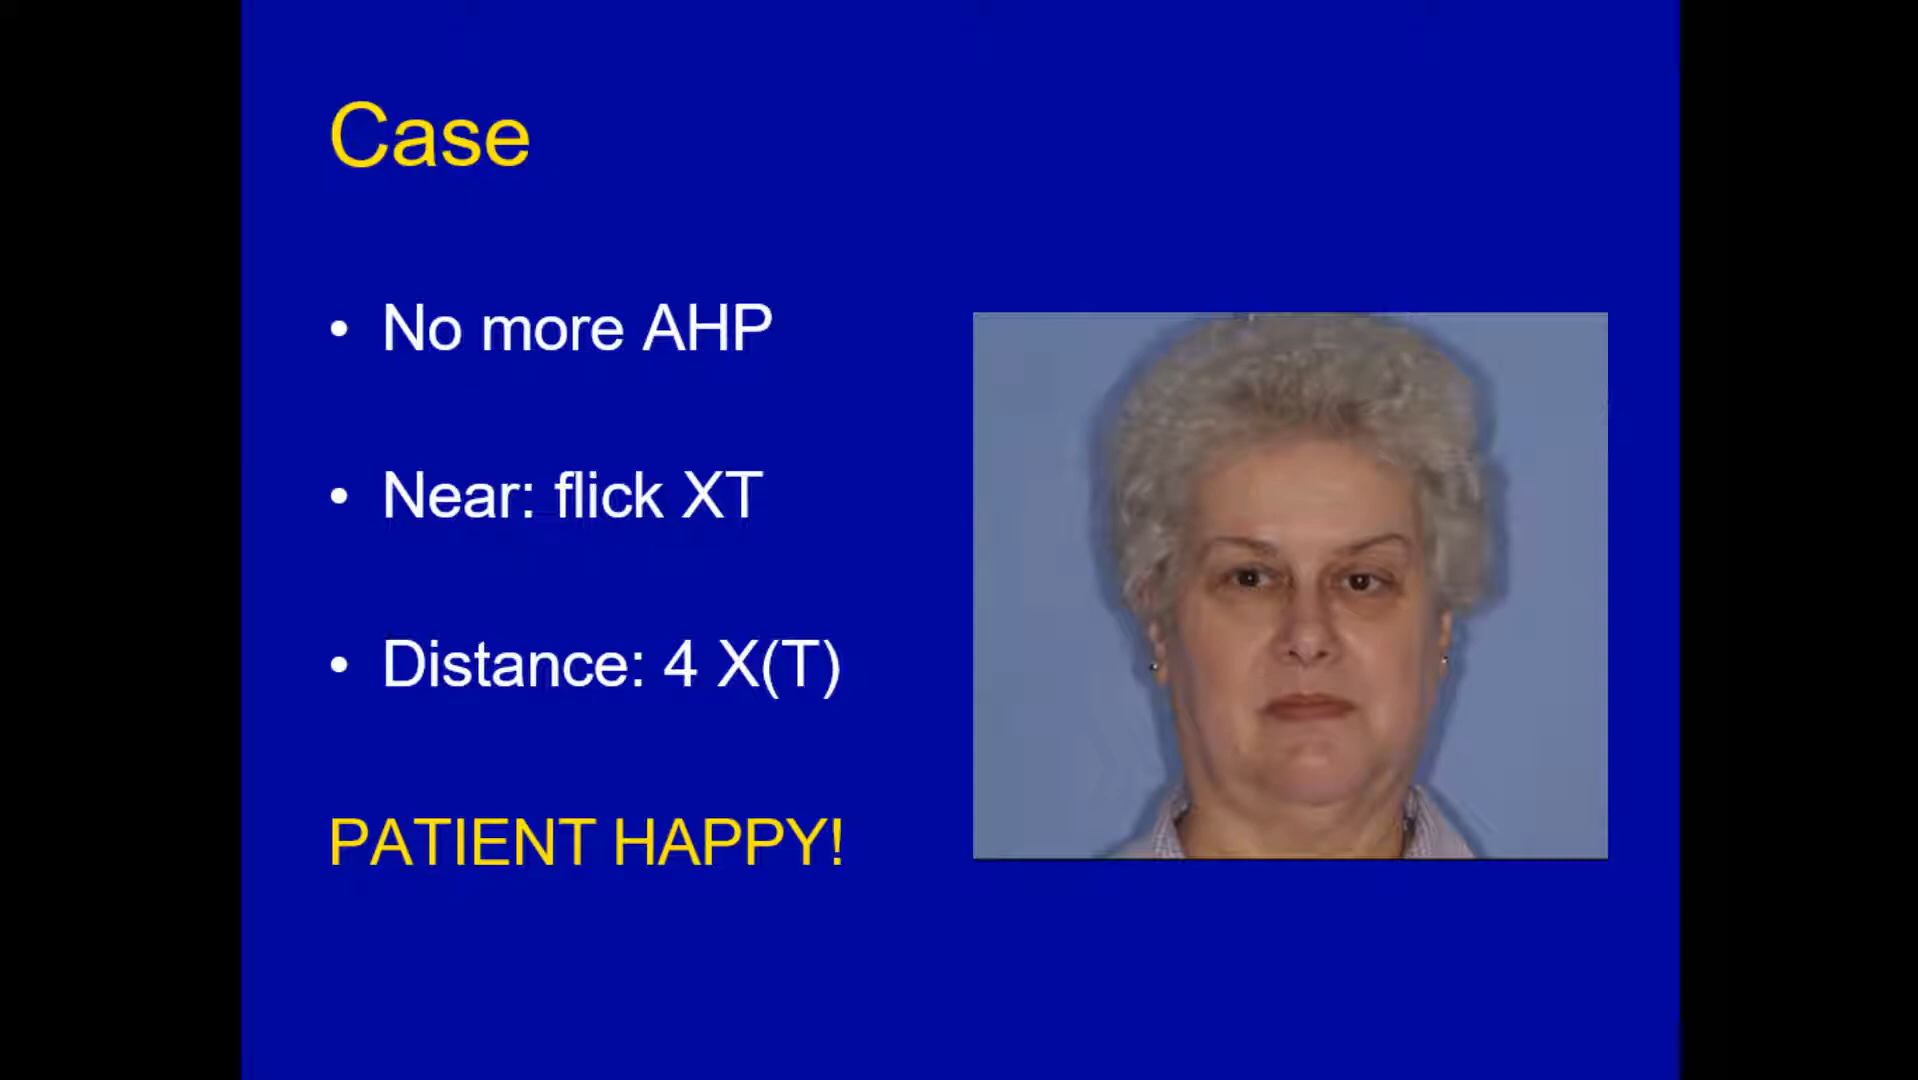 Case
• No more AHP
• Near: flick XT
• Distance: 4 X(T)
PATIENT HAPPY!